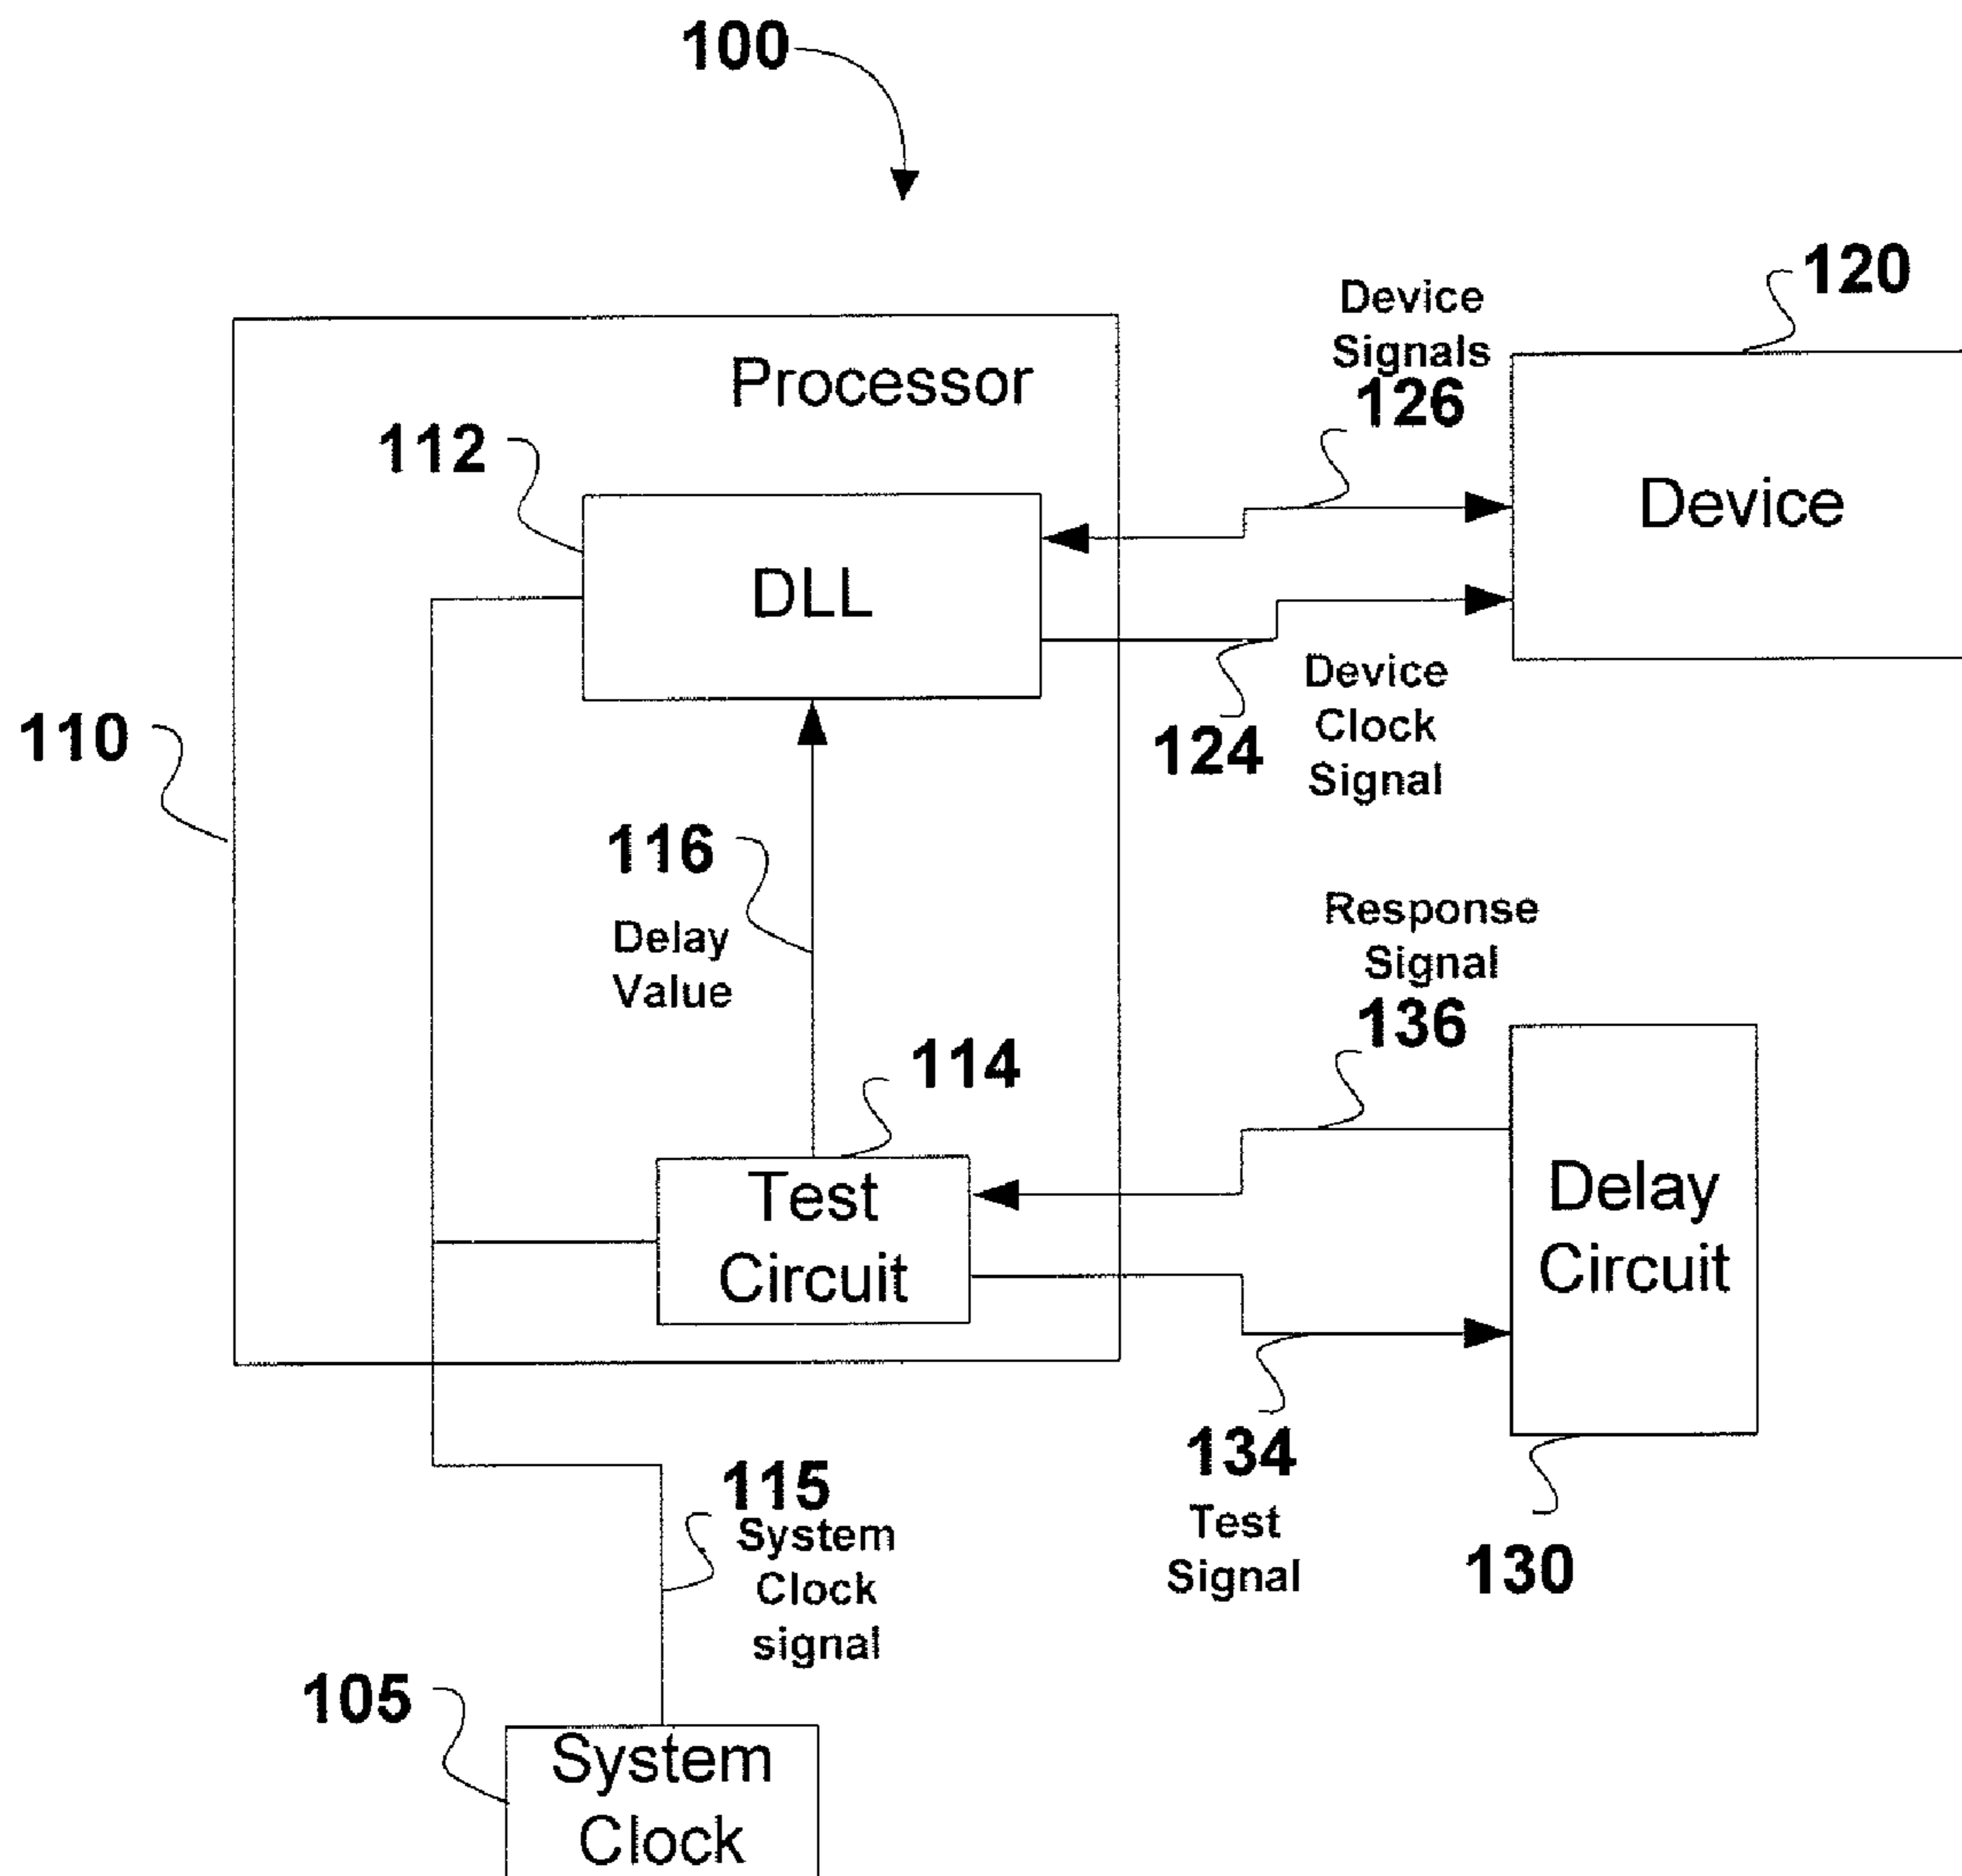 100
120
Device
Signals
126
Processor
112
Device
DLL
Device
Clock
Signal
124
110
116
Delay
Value
Response
Signal
136
114
Test
Circuit
Delay
Circuit
134
Test
Signal
130
115
System
Clock
signal
105
System
Clock